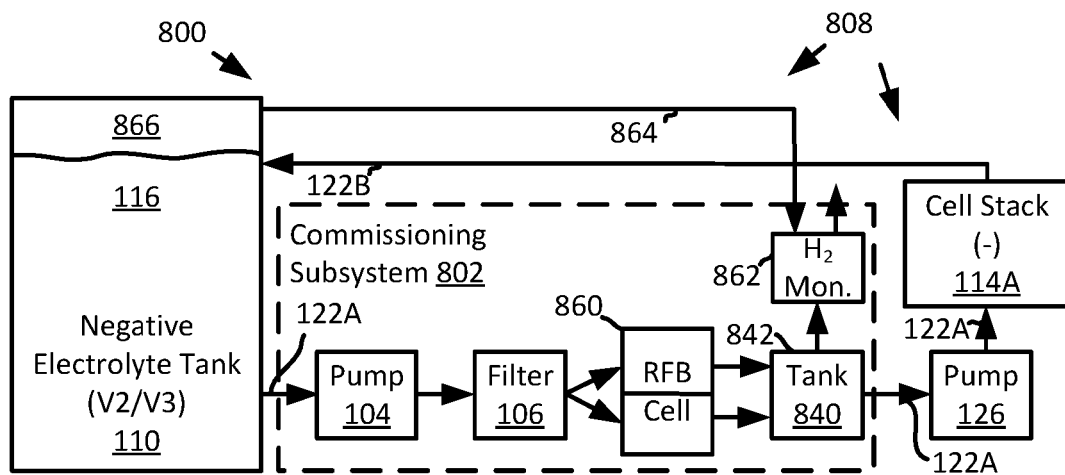 800
808
866
864
116
122B
Commissioning
Subsystem 802
H2
Mon.
862
Cell Stack
(-)
114A
122A
860
842
122A
Negative
Electrolyte Tank
(V2/V3)
110
Pump
104
Filter
106
RFB
Cell
Tank
840
Pump
126
122A